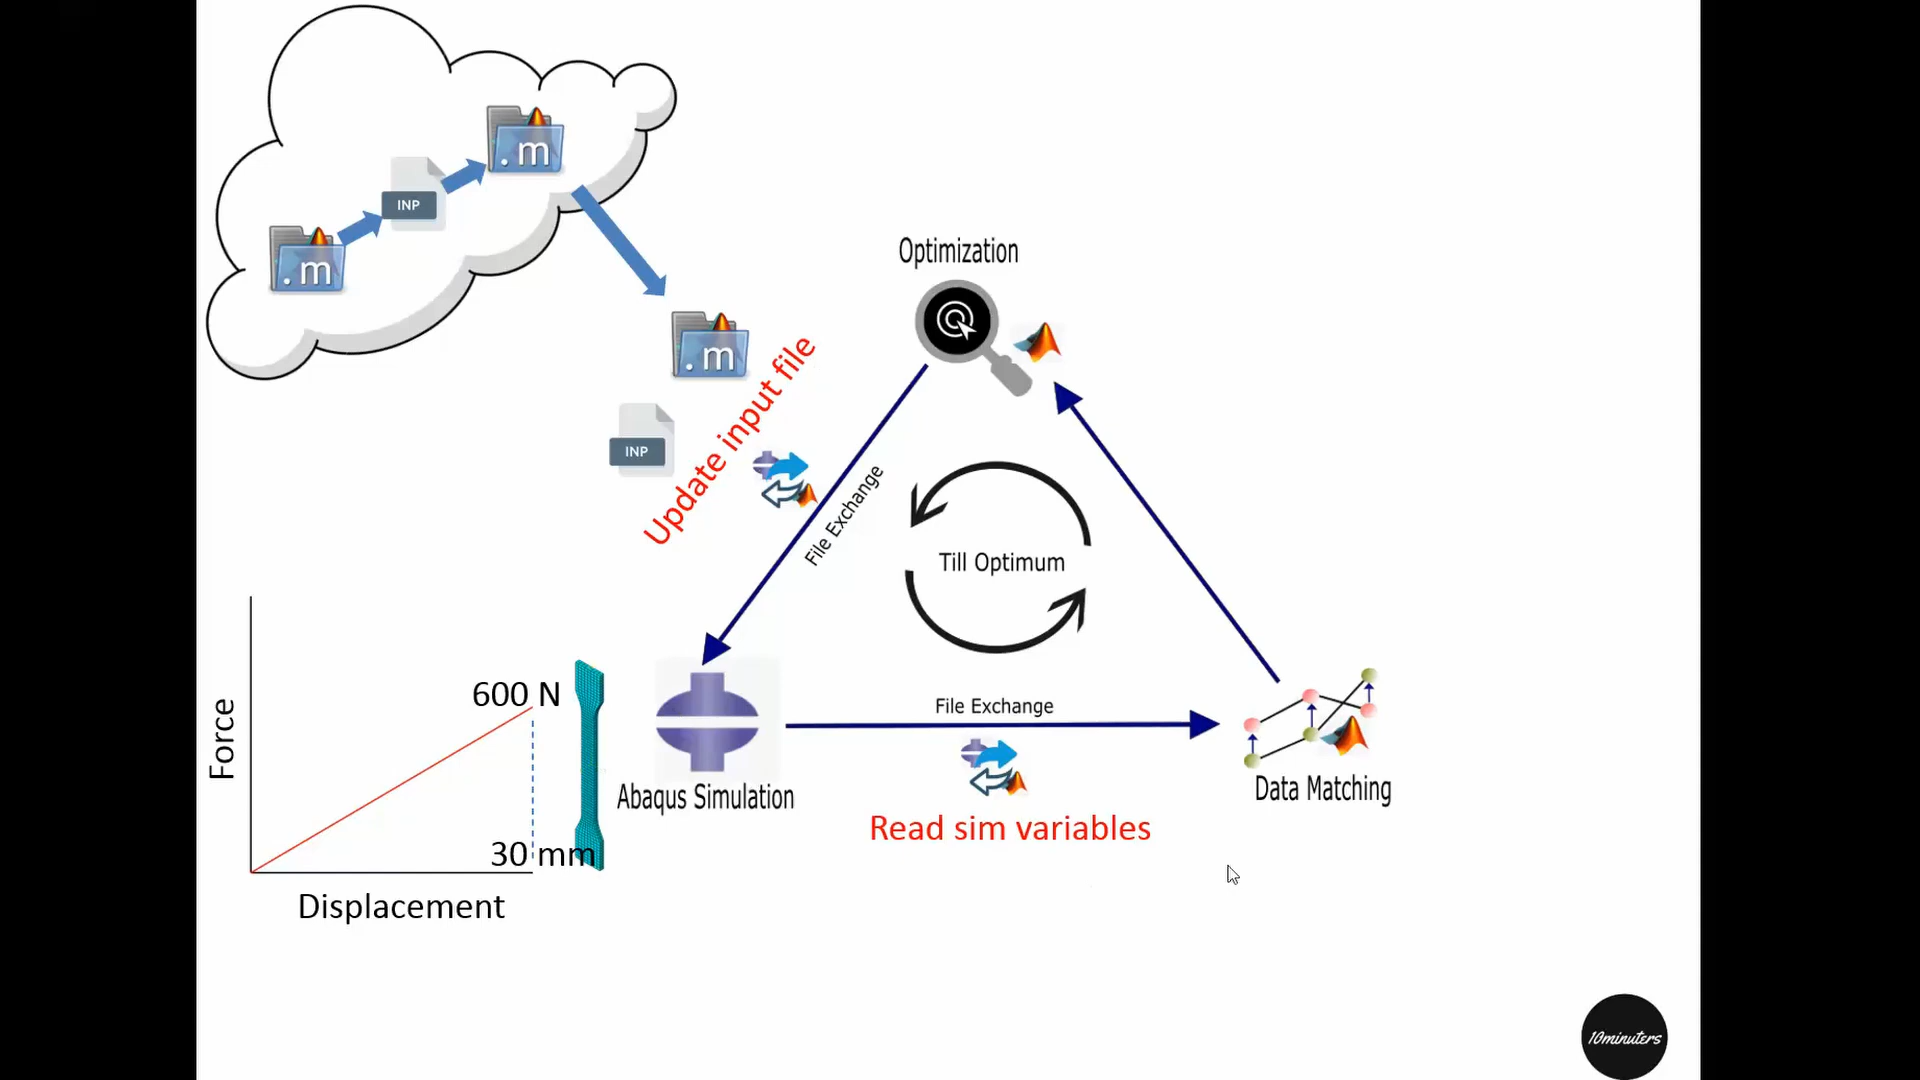 .m
INP
.m
Optimization
.m
Update input file
INP
File Exchange
Till Optimum
600 N
File Exchange
Force
Abaqus Simulation
Data Matching
Read sim variables
30 mm
Displacement
10minuters